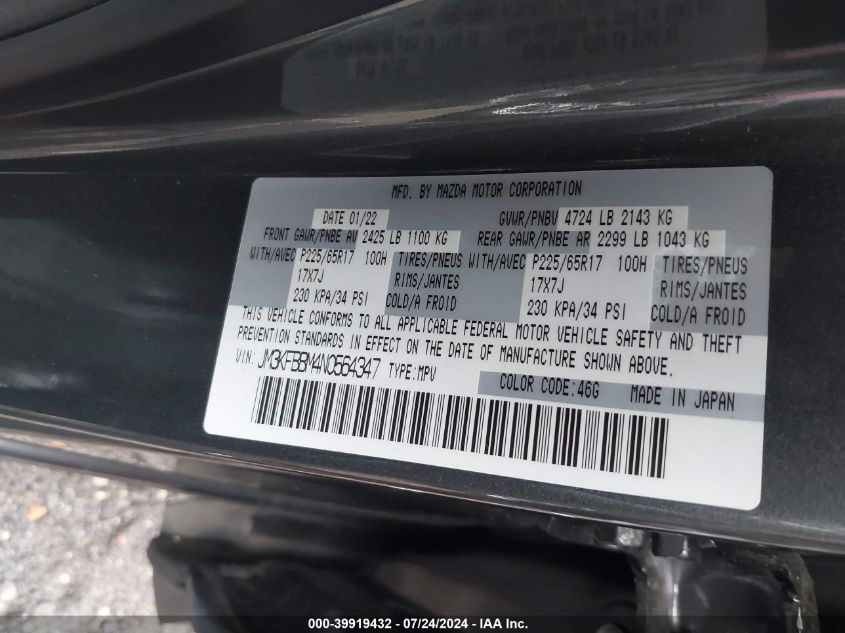 MFD. BY MAZDA MOTOR CORPORATION
DATE 01/22 GVWR/PNBV 4724 LB 2143 KG
FRONT GAWR/PNBE AV 2425 LB 1100 KG REAR GAWR/PNBE AR 2299 LB 1043 KG
WITH/AVEC P225/65R17 100H TIRES/PNEUS WITH/AVEC P225/65R17 100H TIRES/PNEUS
17X7J RIMS/JANTES 17X7J RIMS/JANTES
230 KPA/34 PSI COLD/A FROID 230 KPA/34 PSI COLD/A FROID
THIS VEHICLE CONFORMS TO ALL APPLICABLE FEDERAL MOTOR VEHICLE SAFETY AND THEFT
PREVENTION STANDARDS IN EFFECT ON THE DATE OF MANUFACTURE SHOWN ABOVE.
VIN: JM3KFBBM4N0564347 TYPE:MPV
COLOR CODE:46G MADE IN JAPAN
000-39919432 - 07/24/2024 - IAA Inc.